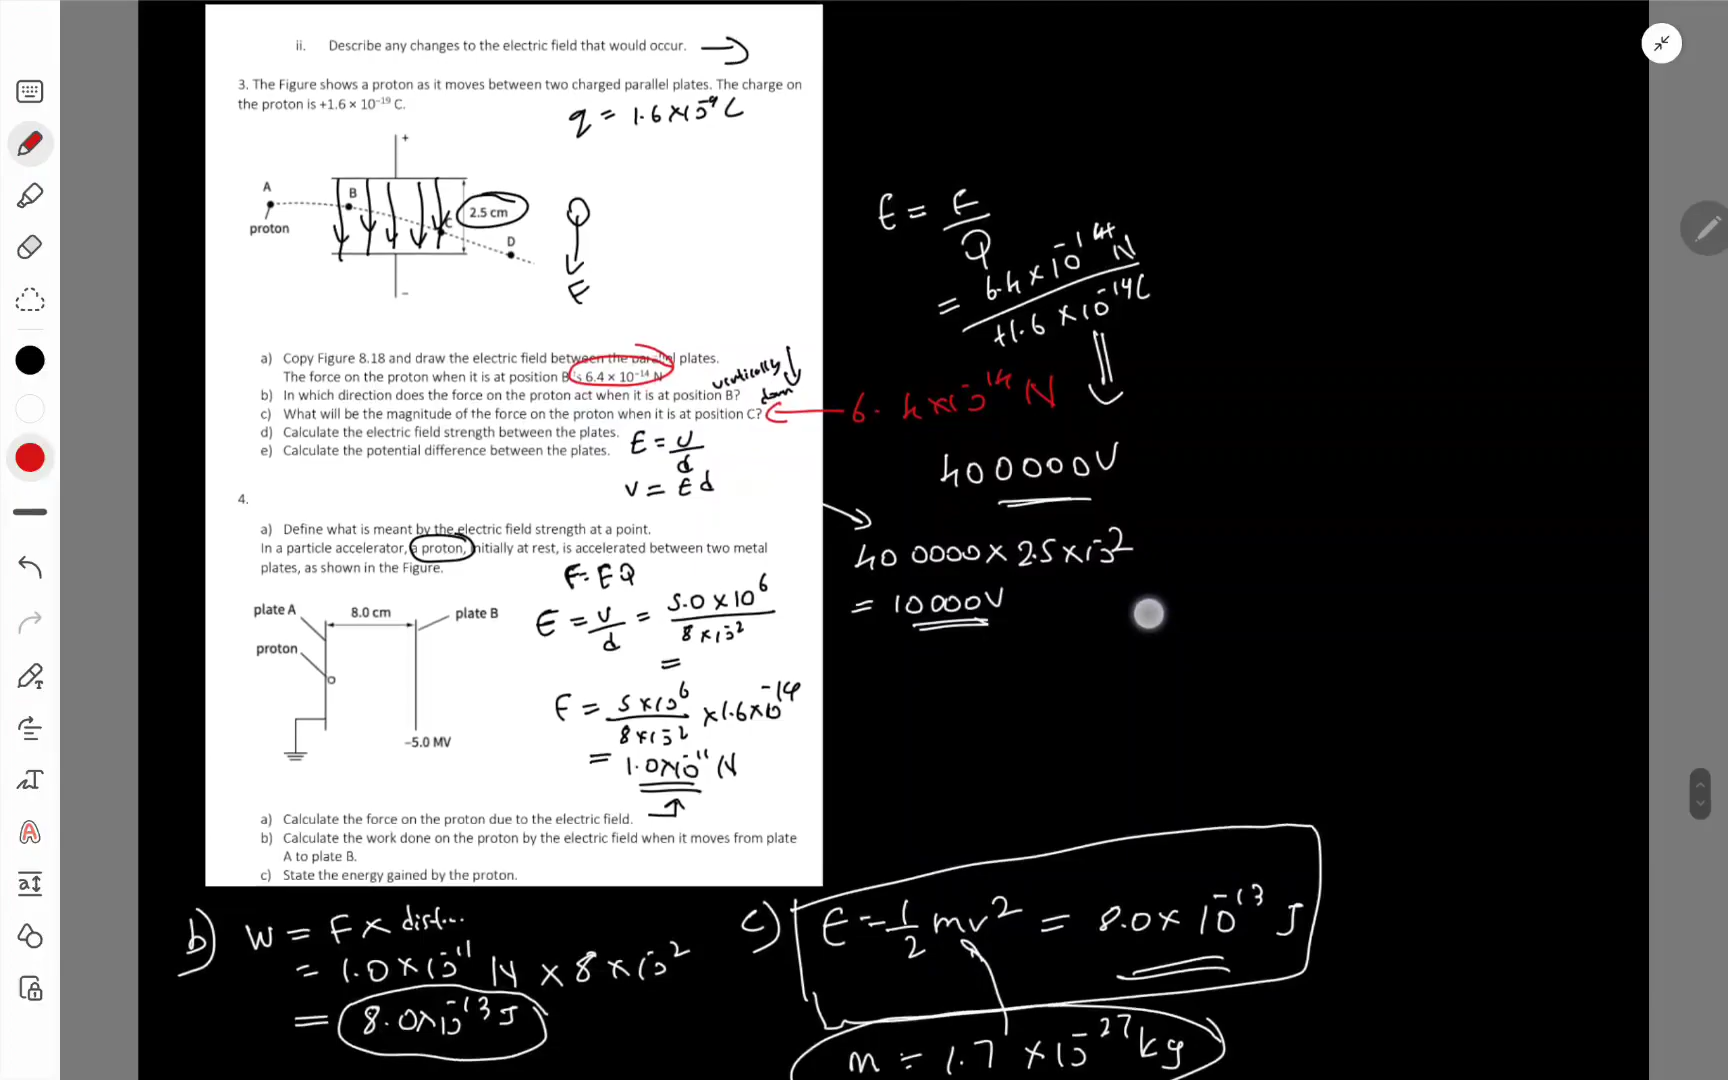 ii. Describe any changes to the electric field that would occur.
3. The Figure shows a proton as it moves between two charged parallel plates. The charge on
the proton is +1.6 × 10⁻¹⁹ C.
q = 1.6×10⁻⁹ C
+
A
B
proton
2.5 cm
D
F
−
E = F
Q
= 6.4 × 10⁻¹⁴ N
+1.6 × 10⁻¹⁹ C
a) Copy Figure 8.18 and draw the electric field between the parallel plates.
The force on the proton when it is at position B is 6.4 × 10⁻¹⁴ N
vertically
down
b) In which direction does the force on the proton act when it is at position B?
c) What will be the magnitude of the force on the proton when it is at position C?
6.4×10⁻¹⁴ N
d) Calculate the electric field strength between the plates.
e) Calculate the potential difference between the plates.
E = V
d
V = Ed
400000V
400000 × 2.5 × 10⁻²
= 10000V
4.
a) Define what is meant by the electric field strength at a point.
In a particle accelerator, a proton, initially at rest, is accelerated between two metal
plates, as shown in the Figure.
F = EQ
plate A
8.0 cm
plate B
proton
−5.0 MV
E = V/d = 5.0 × 10⁶
8 × 10⁻²
=
F = 5 × 10⁶ × 1.6 × 10⁻¹⁹
8 × 10⁻²
= 1.0×10⁻¹¹ N
a) Calculate the force on the proton due to the electric field.
b) Calculate the work done on the proton by the electric field when it moves from plate
A to plate B.
c) State the energy gained by the proton.
b) W = F × dist...
= 1.0 × 10⁻¹¹ N × 8 × 10⁻²
= 8.0×10⁻¹³ J
c) E = ½ mv² = 8.0 × 10⁻¹³ J
m = 1.7 × 10⁻²⁷ kg